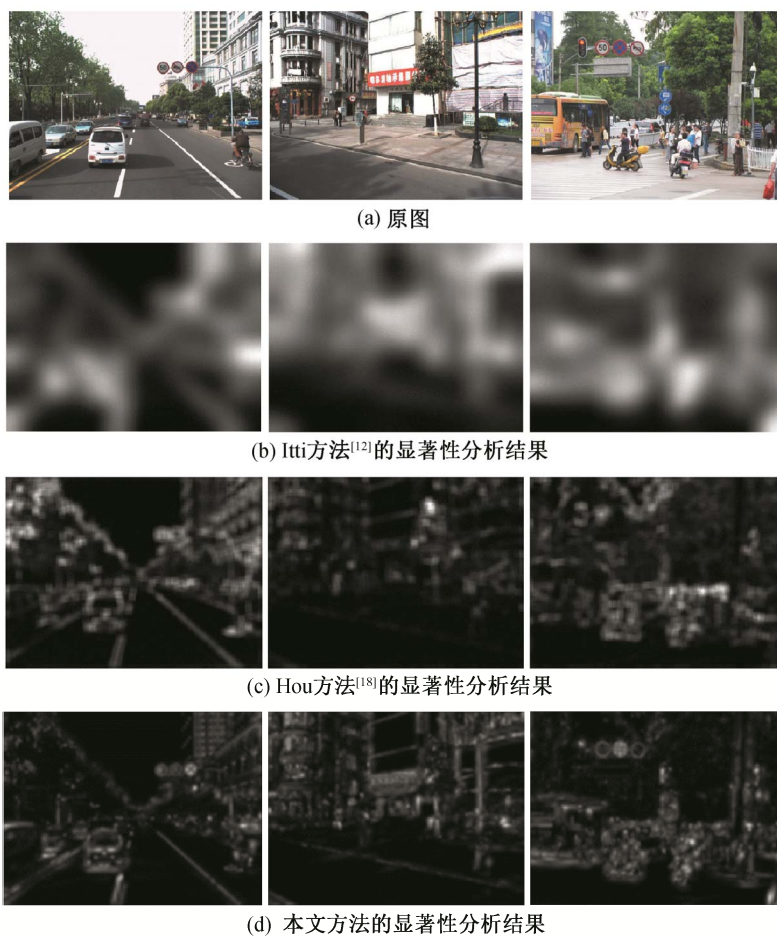 50
(a) 原图
(b) Itti方法[12]的显著性分析结果
(c) Hou方法[18]的显著性分析结果
(d) 本文方法的显著性分析结果